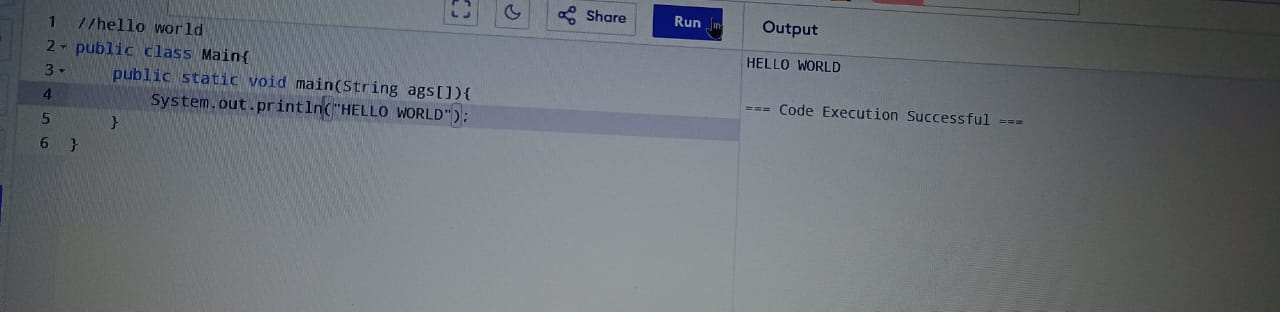 Share
Run
Output
1 //hello world
2 public class Main{
3 public static void main(String ags[]){
4 System.out.println("HELLO WORLD");
5 }
6 }
HELLO WORLD
=== Code Execution Successful ===